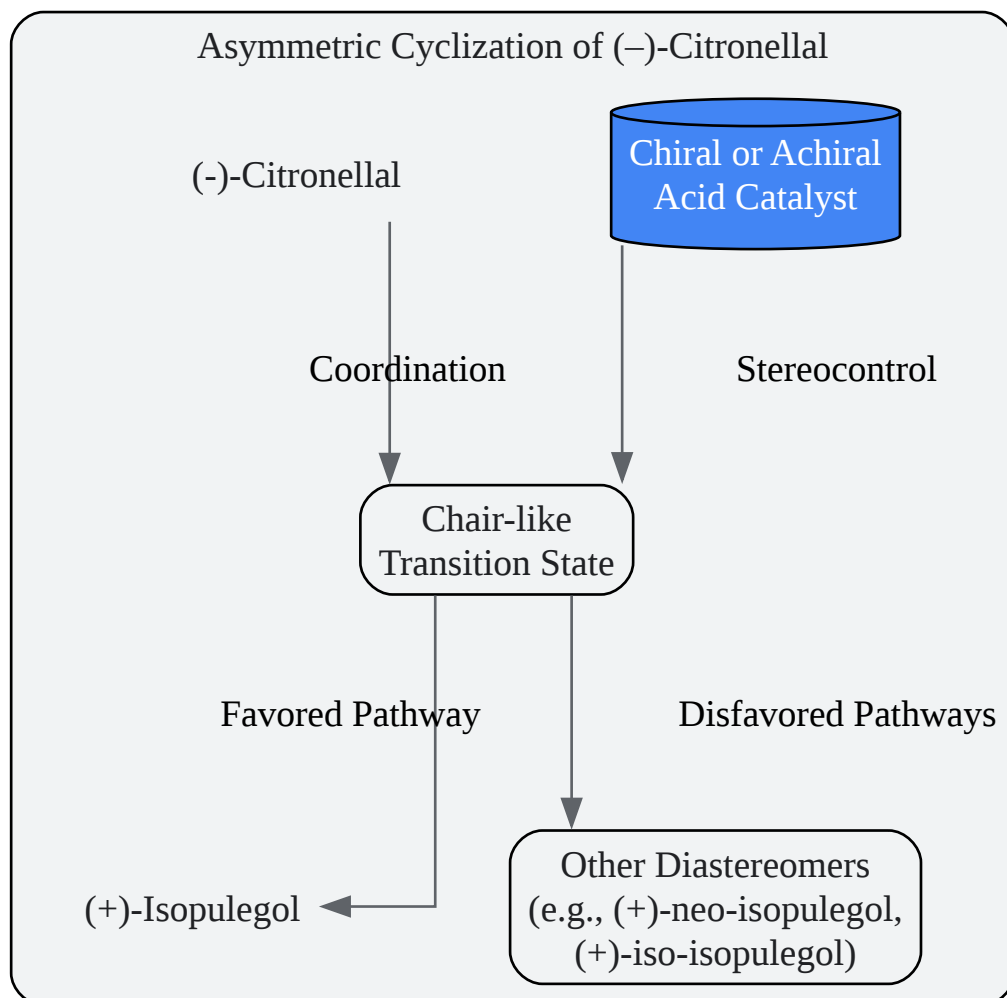 Asymmetric Cyclization of (–)-Citronellal
(-)-Citronellal
Chiral or Achiral
Acid Catalyst
Coordination
Stereocontrol
Chair-like
Transition State
Favored Pathway
Disfavored Pathways
(+)-Isopulegol
Other Diastereomers
(e.g., (+)-neo-isopulegol,
(+)-iso-isopulegol)